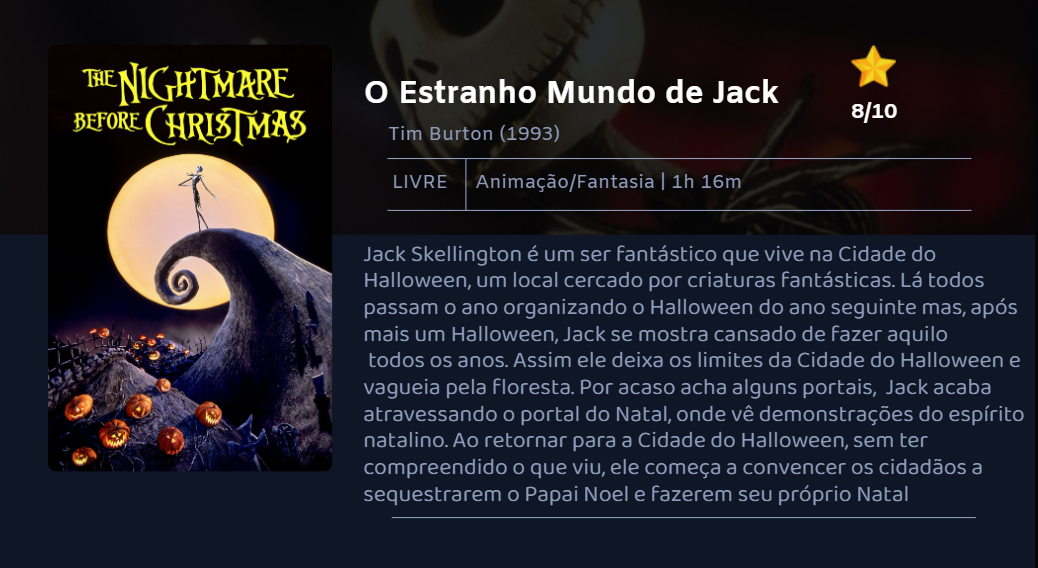 THE NIGHTMARE
BEFORE CHRISTMAS
O Estranho Mundo de Jack
8/10
Tim Burton (1993)
LIVRE Animação/Fantasia | 1h 16m
Jack Skellington é um ser fantástico que vive na Cidade do
Halloween, um local cercado por criaturas fantásticas. Lá todos
passam o ano organizando o Halloween do ano seguinte mas, após
mais um Halloween, Jack se mostra cansado de fazer aquilo
todos os anos. Assim ele deixa os limites da Cidade do Halloween e
vagueia pela floresta. Por acaso acha alguns portais, Jack acaba
atravessando o portal do Natal, onde vê demonstrações do espírito
natalino. Ao retornar para a Cidade do Halloween, sem ter
compreendido o que viu, ele começa a convencer os cidadãos a
sequestrarem o Papai Noel e fazerem seu próprio Natal